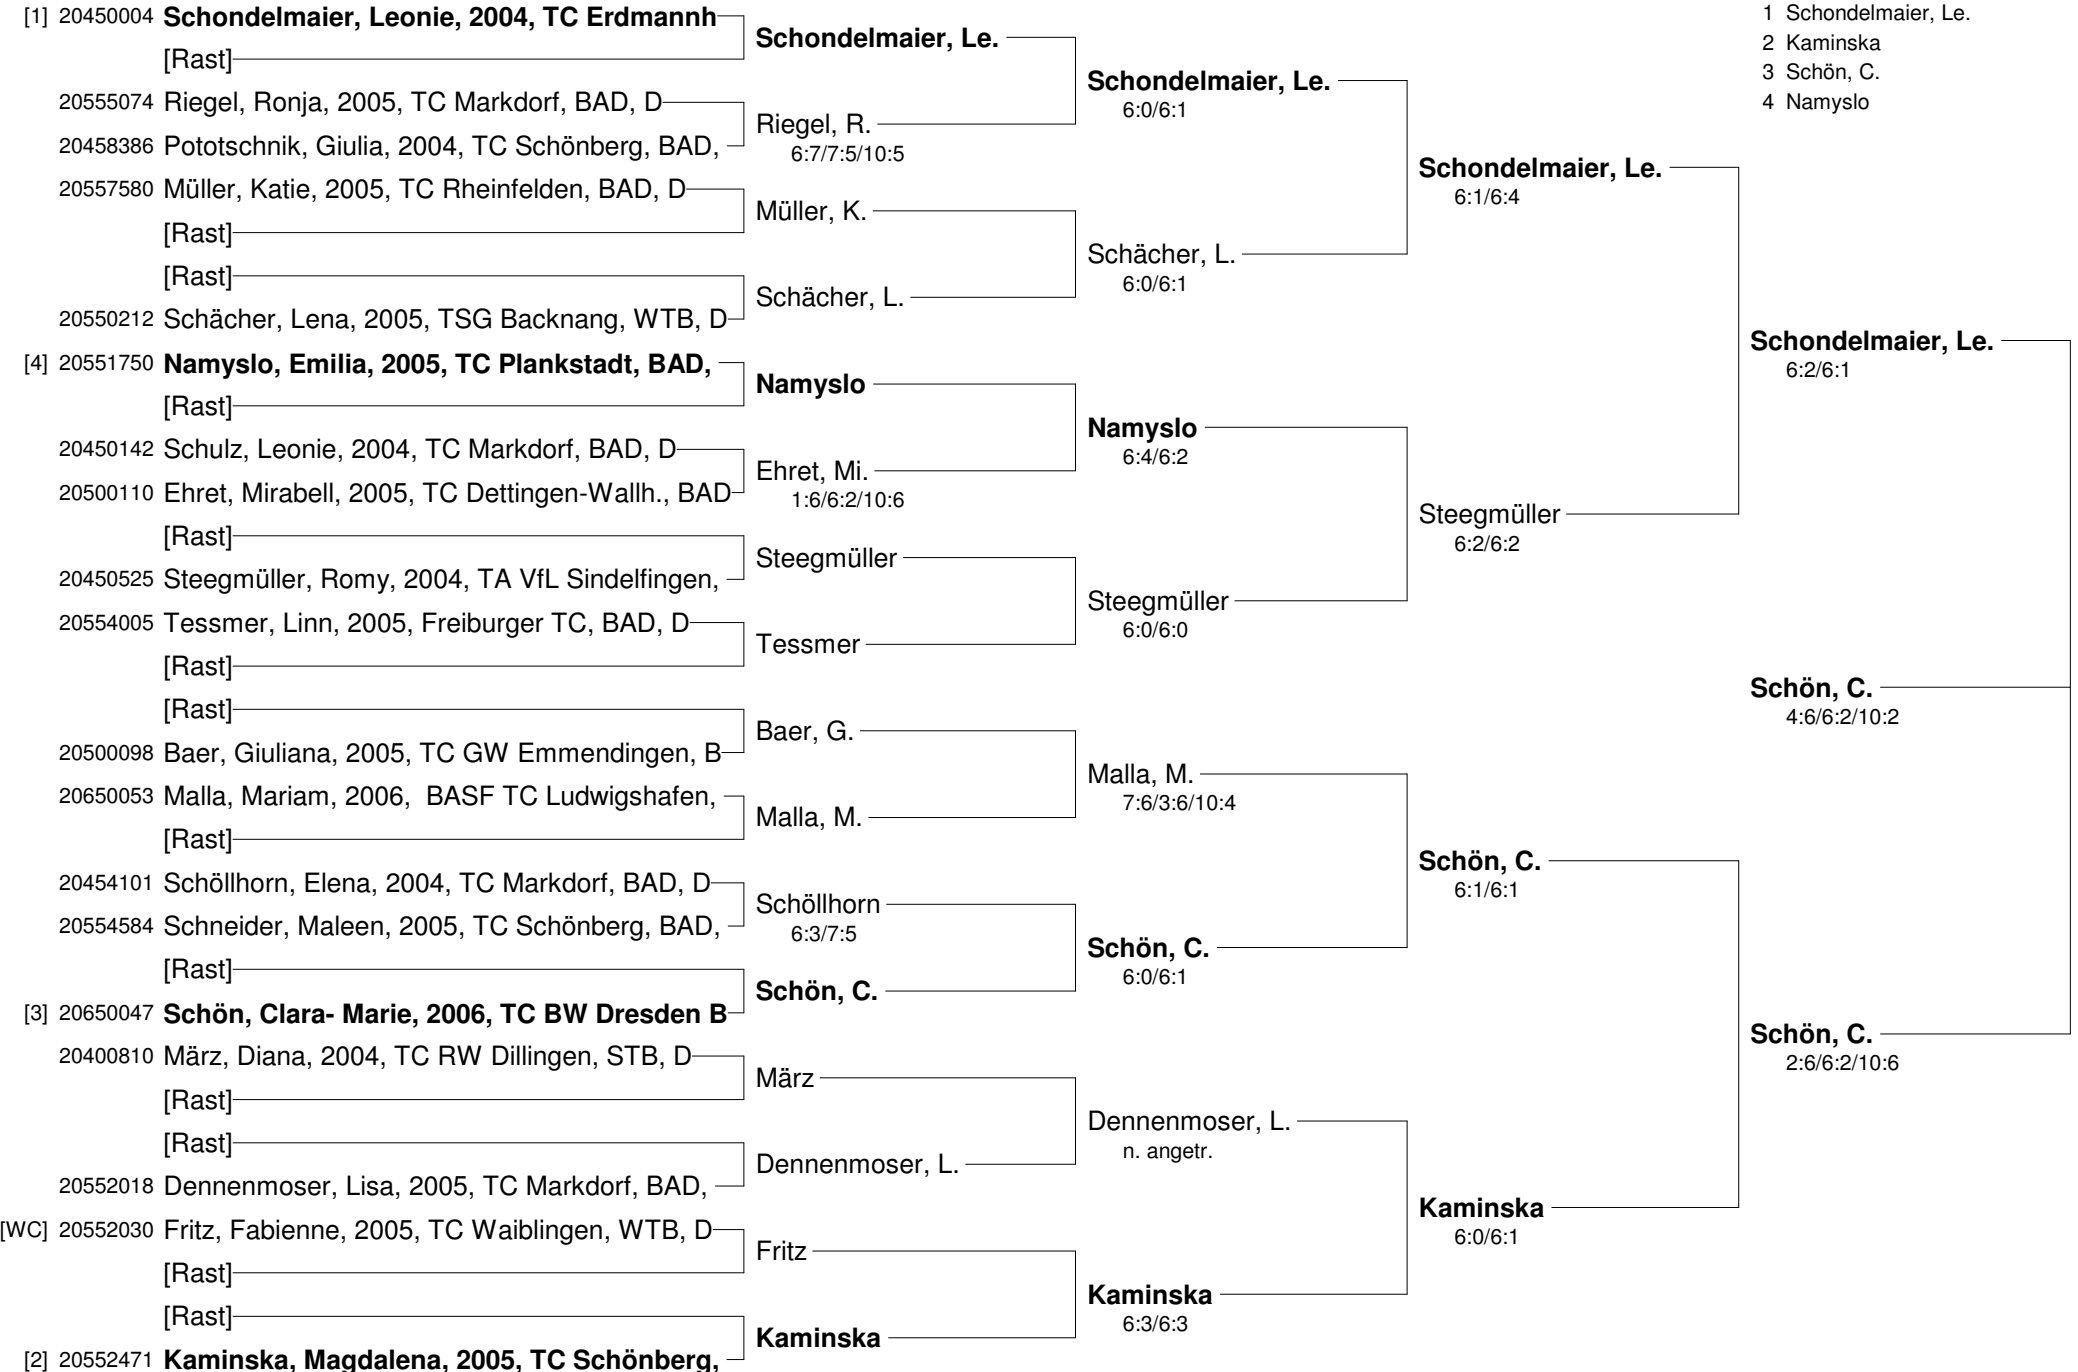 [1] 20450004 Schondelmaier, Leonie, 2004, TC Erdmannh
[Rast]
20555074 Riegel, Ronja, 2005, TC Markdorf, BAD, D
20458386 Pototschnik, Giulia, 2004, TC Schönberg, BAD,
20557580 Müller, Katie, 2005, TC Rheinfelden, BAD, D
[Rast]
[Rast]
20550212 Schächer, Lena, 2005, TSG Backnang, WTB, D
[4] 20551750 Namyslo, Emilia, 2005, TC Plankstadt, BAD,
[Rast]
20450142 Schulz, Leonie, 2004, TC Markdorf, BAD, D
20500110 Ehret, Mirabell, 2005, TC Dettingen-Wallh., BAD
[Rast]
20450525 Steegmüller, Romy, 2004, TA VfL Sindelfingen,
20554005 Tessmer, Linn, 2005, Freiburger TC, BAD, D
[Rast]
[Rast]
20500098 Baer, Giuliana, 2005, TC GW Emmendingen, B
20650053 Malla, Mariam, 2006, BASF TC Ludwigshafen,
[Rast]
20454101 Schöllhorn, Elena, 2004, TC Markdorf, BAD, D
20554584 Schneider, Maleen, 2005, TC Schönberg, BAD,
[Rast]
[3] 20650047 Schön, Clara- Marie, 2006, TC BW Dresden B
20400810 März, Diana, 2004, TC RW Dillingen, STB, D
[Rast]
[Rast]
20552018 Dennenmoser, Lisa, 2005, TC Markdorf, BAD,
[WC] 20552030 Fritz, Fabienne, 2005, TC Waiblingen, WTB, D
[Rast]
[Rast]
[2] 20552471 Kaminska, Magdalena, 2005, TC Schönberg,
Schondelmaier, Le.
Riegel, R.
6:7/7:5/10:5
Müller, K.
Schächer, L.
Namyslo
Ehret, Mi.
1:6/6:2/10:6
Steegmüller
Tessmer
Baer, G.
Malla, M.
Schöllhorn
6:3/7:5
Schön, C.
März
Dennenmoser, L.
Fritz
Kaminska
Schondelmaier, Le.
6:0/6:1
Schächer, L.
6:0/6:1
Namyslo
6:4/6:2
Steegmüller
6:0/6:0
Malla, M.
7:6/3:6/10:4
Schön, C.
6:0/6:1
Dennenmoser, L.
n. angetr.
Kaminska
6:3/6:3
Schondelmaier, Le.
6:1/6:4
Steegmüller
6:2/6:2
Schön, C.
6:1/6:1
Kaminska
6:0/6:1
1 Schondelmaier, Le.
2 Kaminska
3 Schön, C.
4 Namyslo
Schondelmaier, Le.
6:2/6:1
Schön, C.
4:6/6:2/10:2
Schön, C.
2:6/6:2/10:6